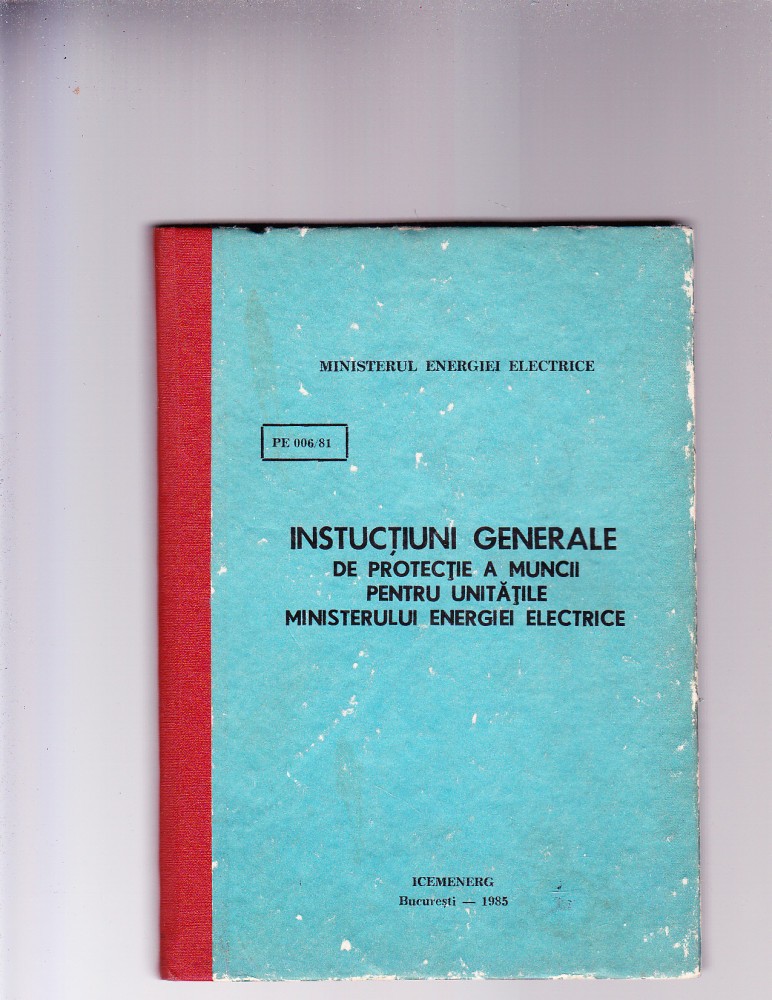 MINISTERUL ENERGIEI ELECTRICE
PE 006/81
INSTUCȚIUNI GENERALE
DE PROTECȚIE A MUNCII
PENTRU UNITĂȚILE
MINISTERULUI ENERGIEI ELECTRICE
ICEMENERG
București — 1985